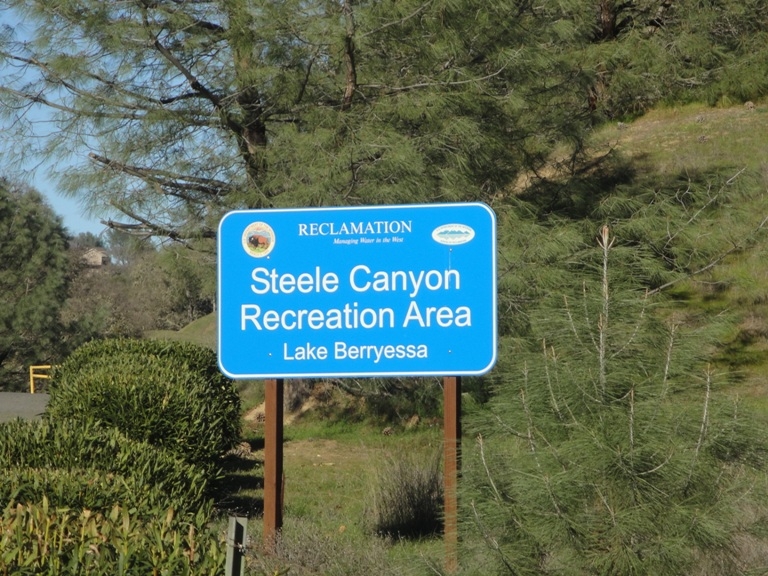 RECLAMATION
Managing Water in the West
Steele Canyon
Recreation Area
Lake Berryessa